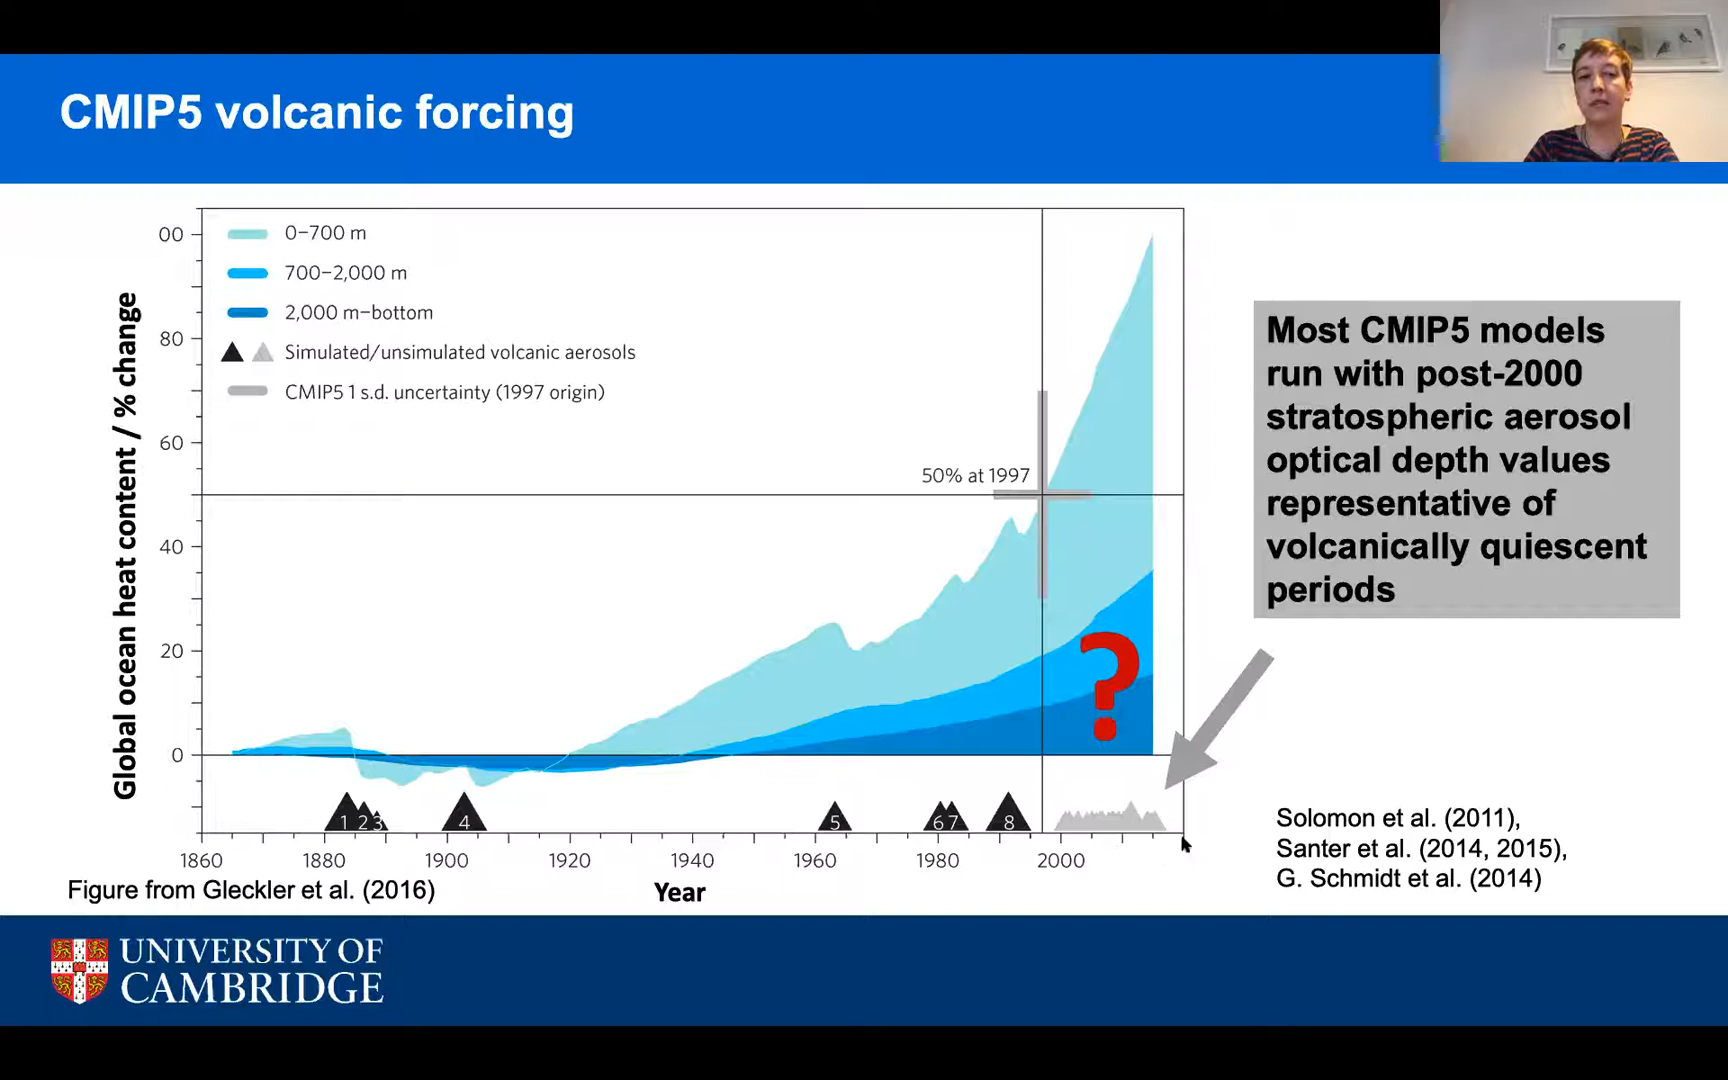 CMIP5 volcanic forcing
0–700 m
700–2,000 m
2,000 m–bottom
Simulated/unsimulated volcanic aerosols
CMIP5 1 s.d. uncertainty (1997 origin)
Global ocean heat content / % change
00
80
60
40
20
0
50% at 1997
?
1 2 3 4 5 6 7 8
1860 1880 1900 1920 1940 1960 1980 2000
Year
Figure from Gleckler et al. (2016)
Most CMIP5 models
run with post-2000
stratospheric aerosol
optical depth values
representative of
volcanically quiescent
periods
Solomon et al. (2011),
Santer et al. (2014, 2015),
G. Schmidt et al. (2014)
UNIVERSITY OF
CAMBRIDGE